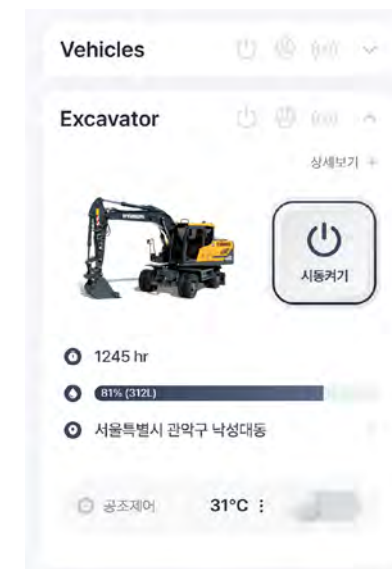 Vehicles
Excavator
상세보기 +
시동켜기
1245 hr
81% (312L)
서울특별시 관악구 낙성대동
공조제어 31°C